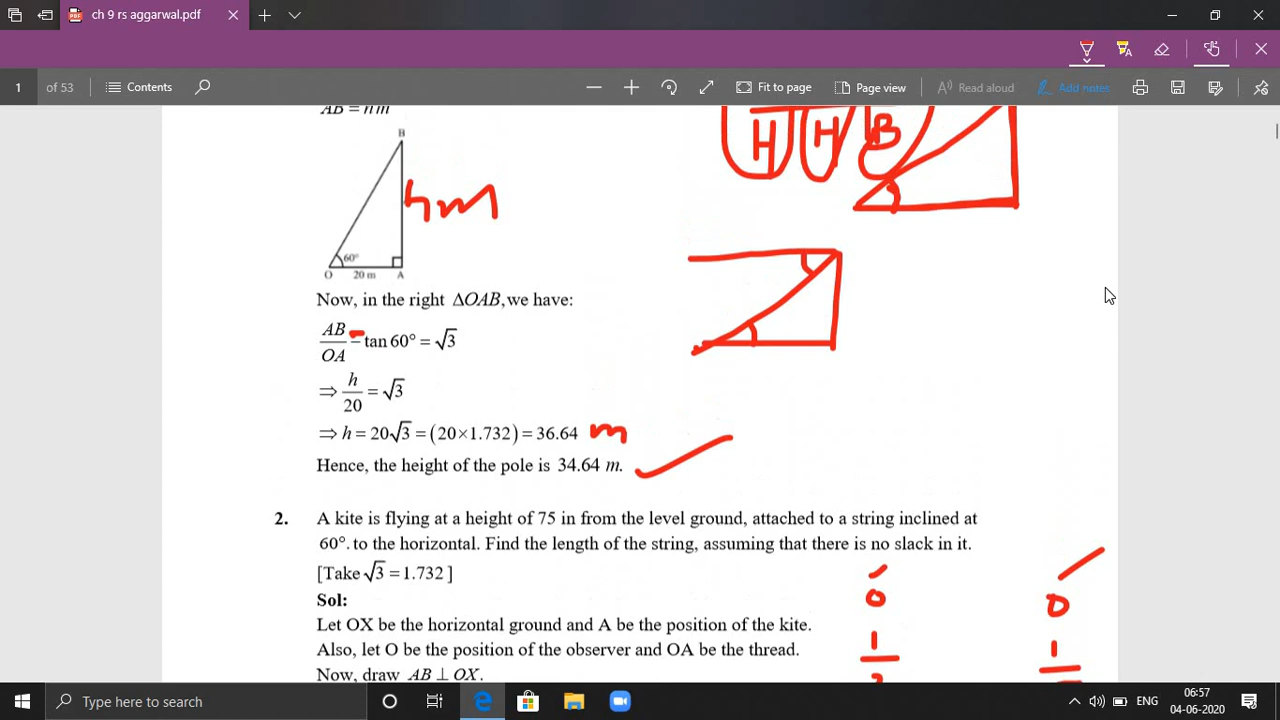 ch 9 rs aggarwal.pdf
1 of 53 Contents Fit to page Page view Read aloud Add notes
AB = h m
H H B
B
h m
60°
O 20 m A
Now, in the right ΔOAB, we have:
AB/OA = tan 60° = √3
⇒ h/20 = √3
⇒ h = 20√3 = (20×1.732) = 36.64 m
Hence, the height of the pole is 34.64 m.
2. A kite is flying at a height of 75 in from the level ground, attached to a string inclined at
60°. to the horizontal. Find the length of the string, assuming that there is no slack in it.
[Take √3 = 1.732]
Sol:
Let OX be the horizontal ground and A be the position of the kite.
Also, let O be the position of the observer and OA be the thread.
Now, draw AB ⊥ OX.
0 0
1 1
Type here to search
ENG
06:57
04-06-2020